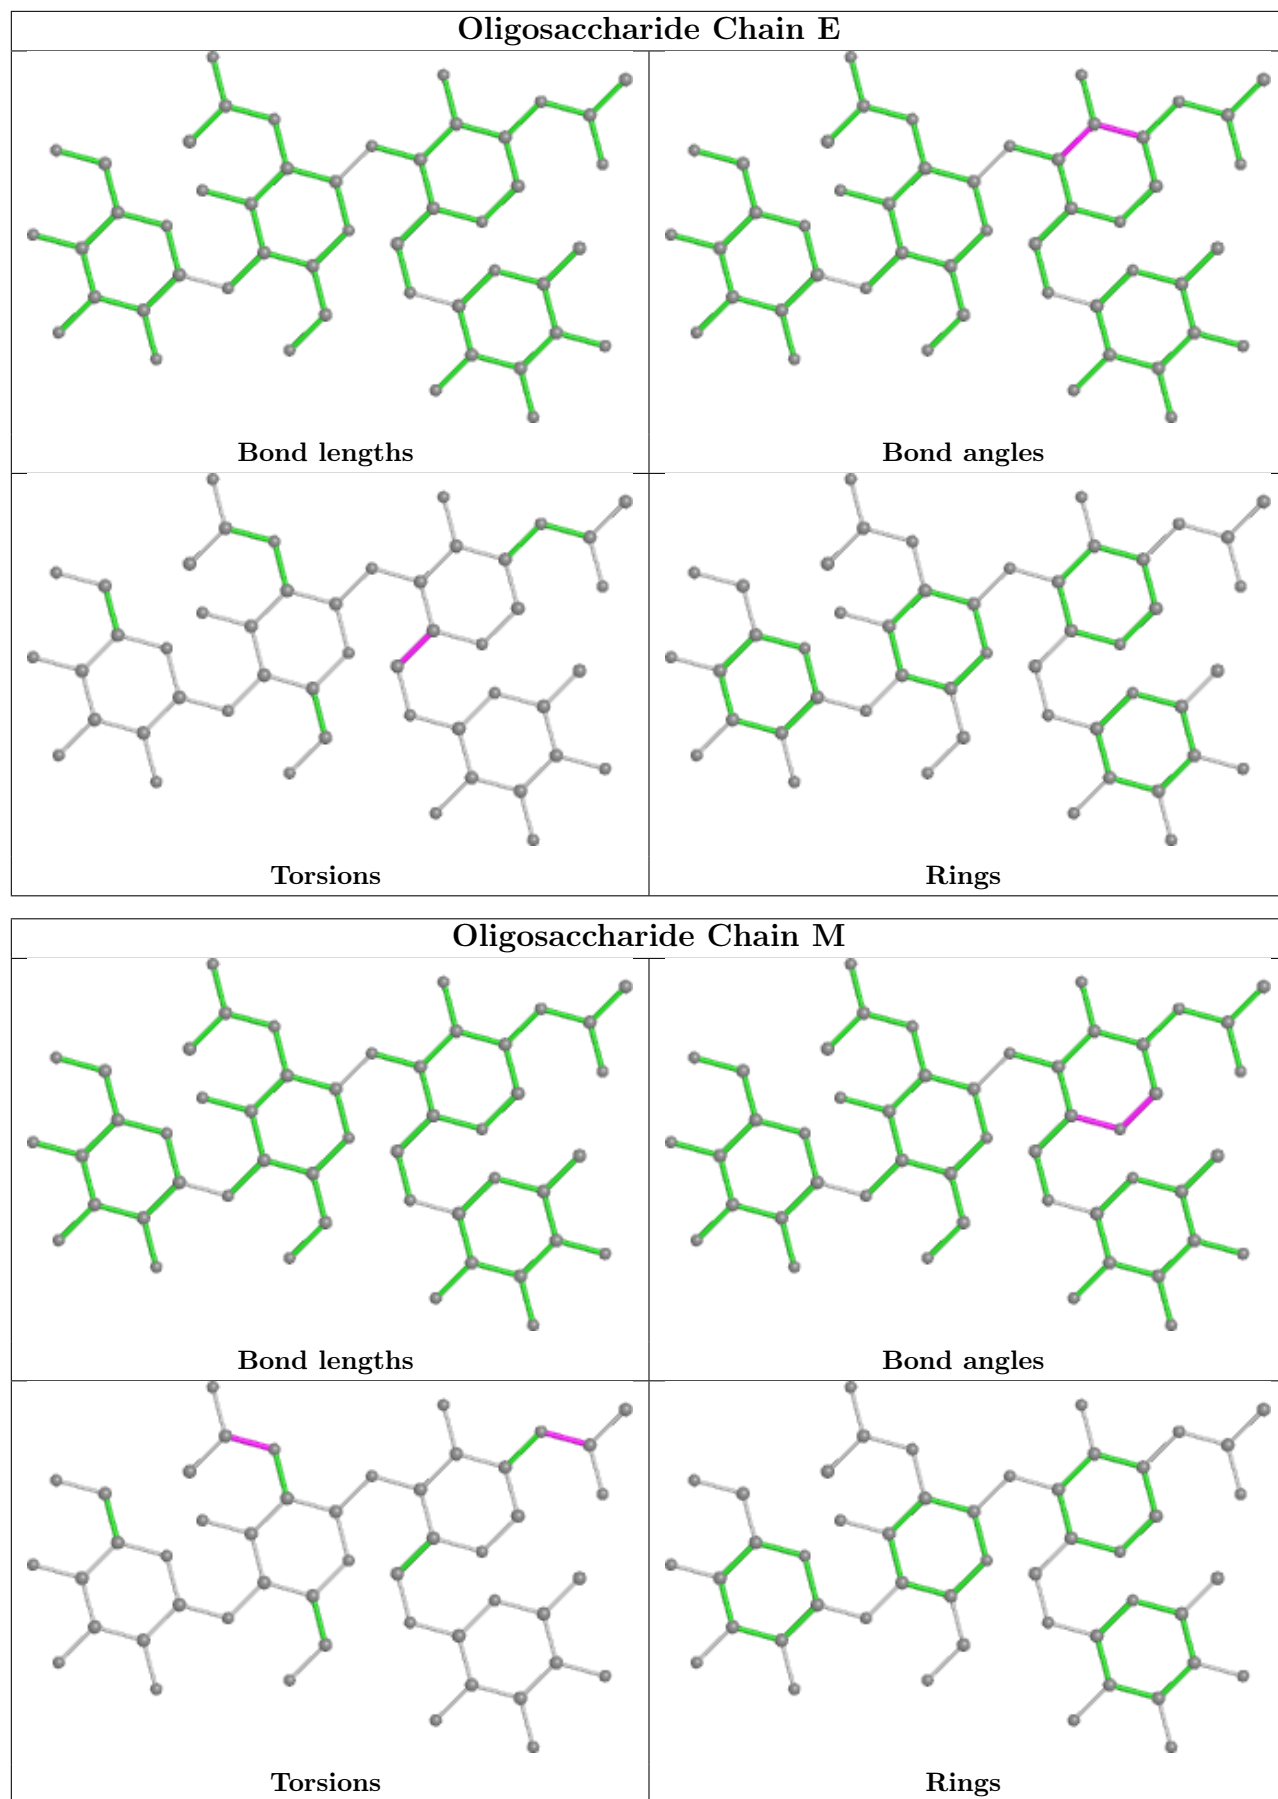 Oligosaccharide Chain E
Bond lengths
Bond angles
Torsions
Rings
Oligosaccharide Chain M
Bond lengths
Bond angles
Torsions
Rings